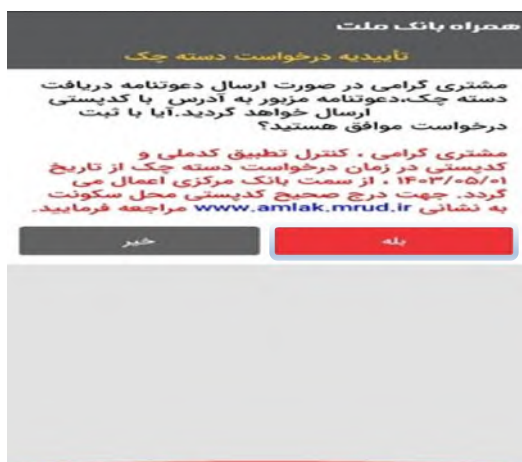 همراه بانک ملت
تأییدیه درخواست دسته چک
مشتری گرامی در صورت ارسال دعوتنامه دریافت
دسته چک،دعوتنامه مزبور به آدرس با کدپستی
ارسال خواهد گردید.آیا با ثبت
درخواست موافق هستید؟
مشتری گرامی ، کنترل تطبیق کدملی و
کدپستی در زمان درخواست دسته چک از تاریخ
۱۴۰۳/۰۵/۰۱ ، از سمت بانک مرکزی اعمال می
گردد. جهت درج صحیح کدپستی محل سکونت
به نشانی www.amlak.mrud.ir مراجعه فرمایید.
بله
خیر